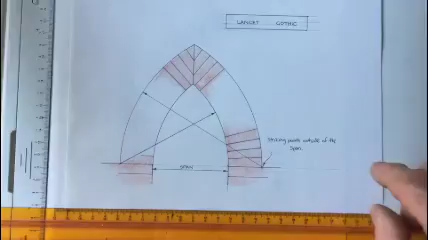 LANCET GOTHIC
Striking points outside of the
span.
SPAN